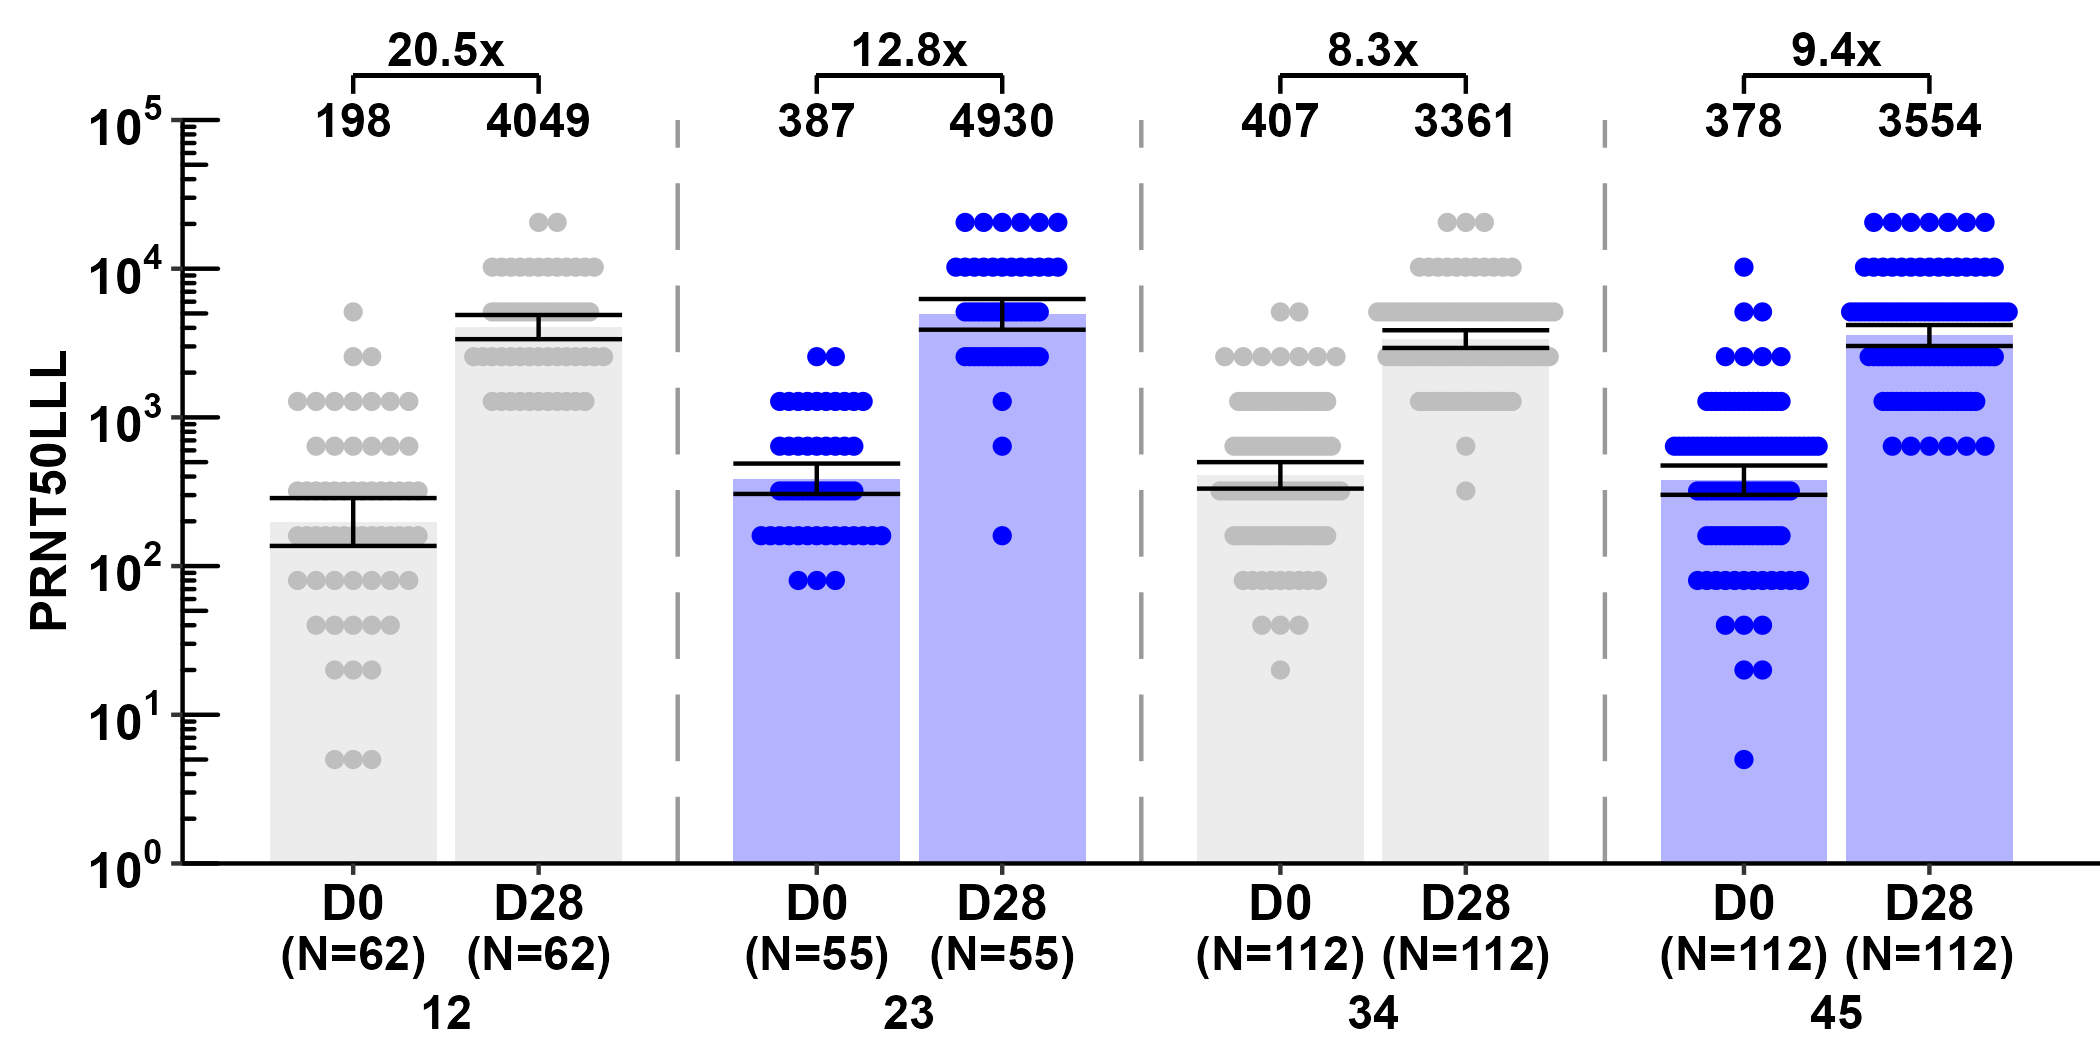 20.5x 12.8x 8.3x 9.4x
198 4049 387 4930 407 3361 378 3554
10^5
10^4
10^3
10^2
10^1
10^0
PRNT50LLL
D0 D28 D0 D28 D0 D28 D0 D28
(N=62) (N=62) (N=55) (N=55) (N=112) (N=112) (N=112) (N=112)
12 23 34 45